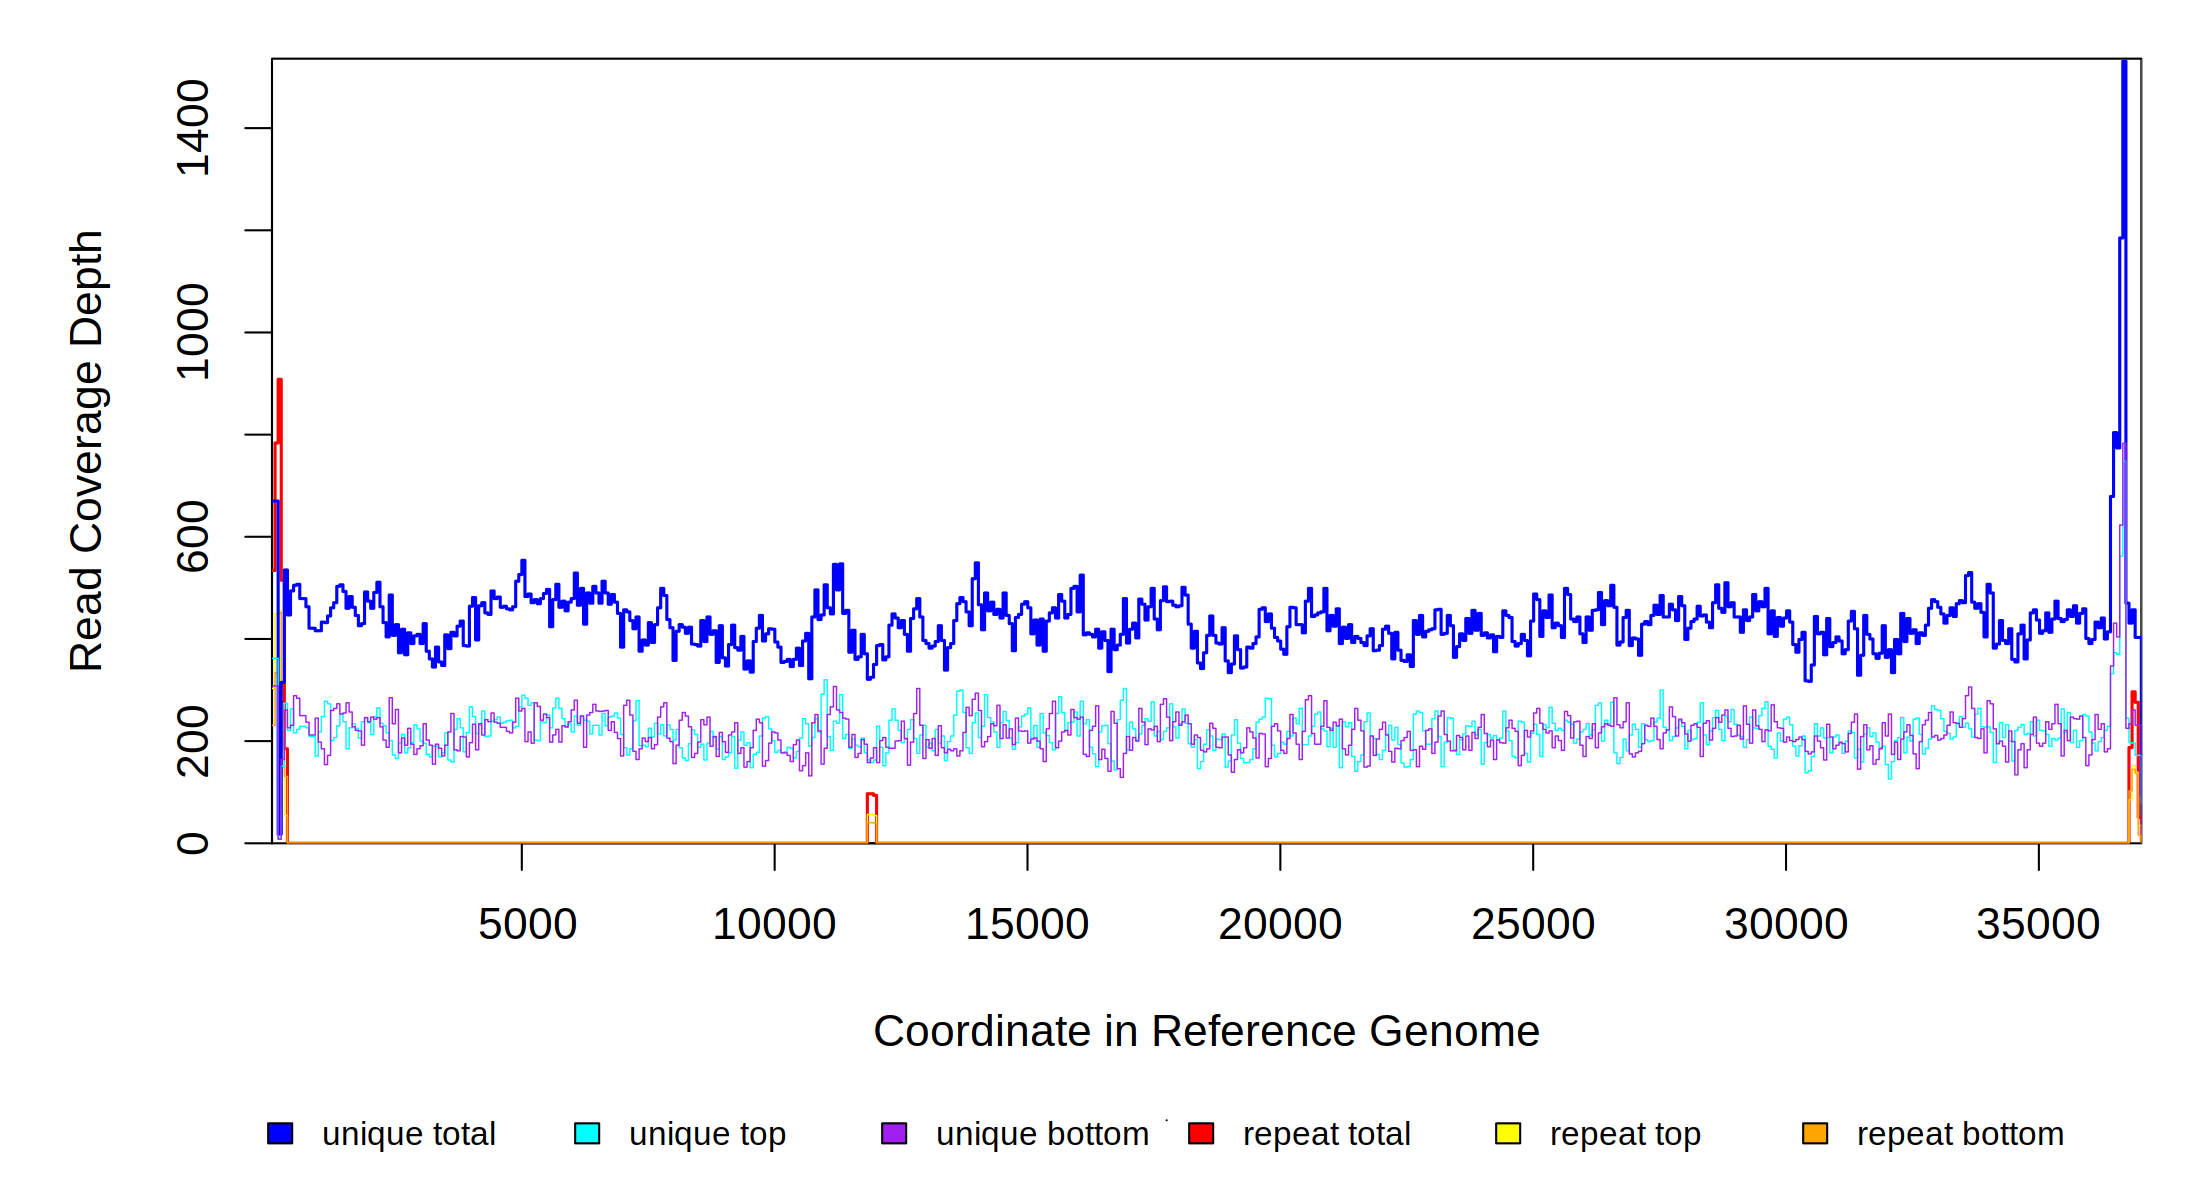 Read Coverage Depth
1400
1000
600
200
0
5000 10000 15000 20000 25000 30000 35000
Coordinate in Reference Genome
unique total unique top unique bottom repeat total repeat top repeat bottom